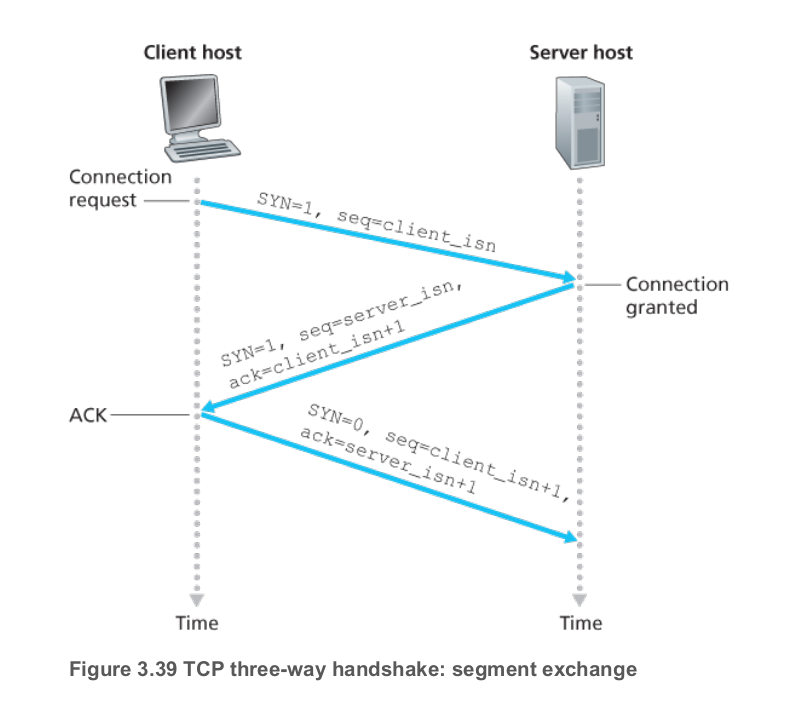 Client host
Server host
Connection
request
SYN=1, seq=client_isn
Connection
granted
SYN=1, seq=server_isn,
ack=client_isn+1
ACK
SYN=0, seq=client_isn+1,
ack=server_isn+1
Time
Time
Figure 3.39 TCP three-way handshake: segment exchange